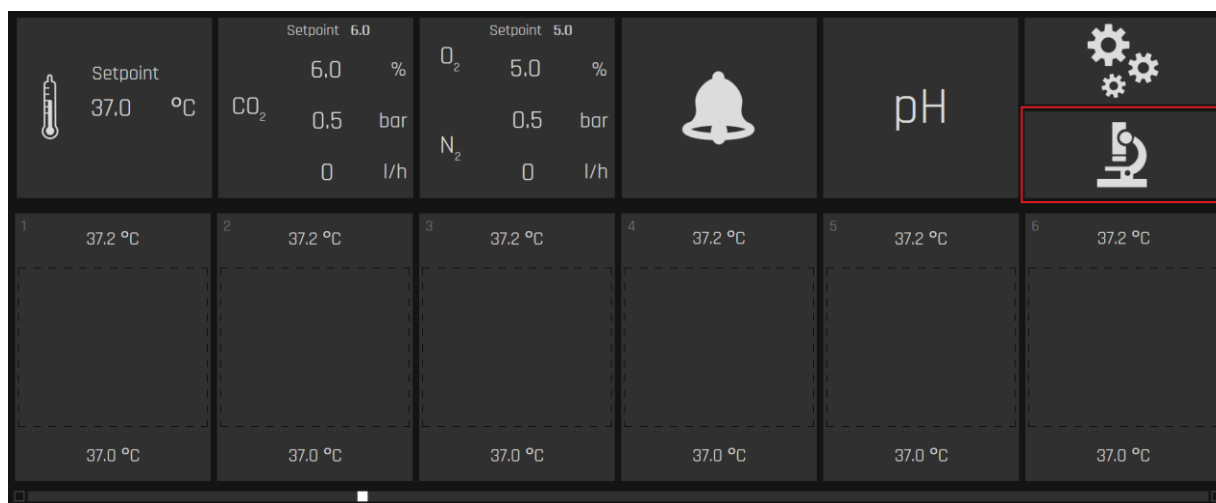 Setpoint
37.0 °C
Setpoint 6.0
CO₂
6.0 %
0.5 bar
0 l/h
Setpoint 5.0
O₂ 5.0 %
0.5 bar
N₂
0 l/h
pH
1 37.2 °C
37.0 °C
2 37.2 °C
37.0 °C
3 37.2 °C
37.0 °C
4 37.2 °C
37.0 °C
5 37.2 °C
37.0 °C
6 37.2 °C
37.0 °C